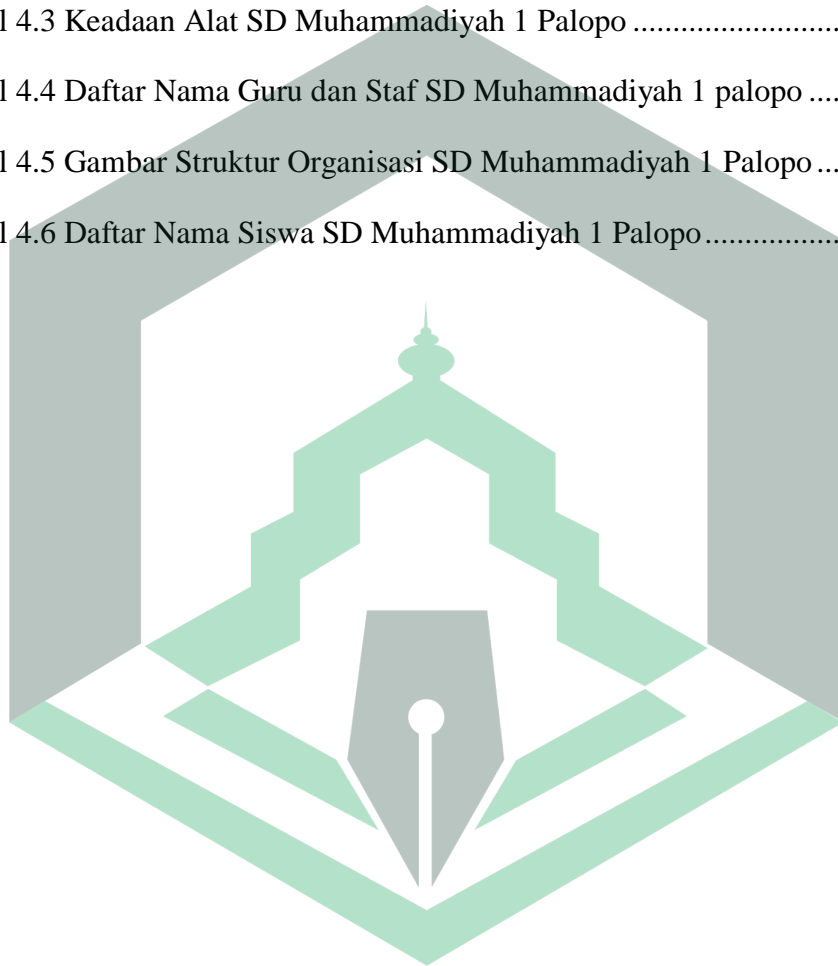 l 4.3 Keadaan Alat SD Muhammadiyah 1 Palopo .........................
l 4.4 Daftar Nama Guru dan Staf SD Muhammadiyah 1 palopo ....
l 4.5 Gambar Struktur Organisasi SD Muhammadiyah 1 Palopo ...
l 4.6 Daftar Nama Siswa SD Muhammadiyah 1 Palopo ................